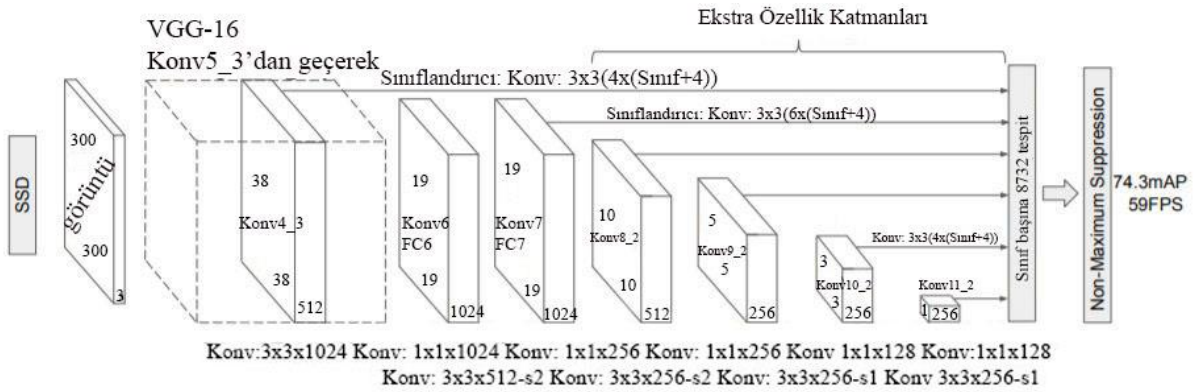 Ekstra Özellik Katmanları
VGG-16
Konv5_3’dan geçerek
Sınıflandırıcı: Konv: 3x3(4x(Sınıf+4))
Sınıflandırıcı: Konv: 3x3(6x(Sınıf+4))
SSD
300
görüntü
300
3
38
Konv4_3
38
512
19
Konv6
FC6
19
1024
19
Konv7
FC7
19
1024
10
Konv8_2
10
512
5
Konv9_2
5
256
Konv: 3x3(4x(Sınıf+4))
3
Konv10_2
3
256
Konv11_2
1
256
Sınıf başına 8732 tespit
Non-Maximum Suppression
74.3mAP
59FPS
Konv:3x3x1024 Konv: 1x1x1024 Konv: 1x1x256 Konv: 1x1x256 Konv 1x1x128 Konv:1x1x128
Konv: 3x3x512-s2 Konv: 3x3x256-s2 Konv: 3x3x256-s1 Konv 3x3x256-s1